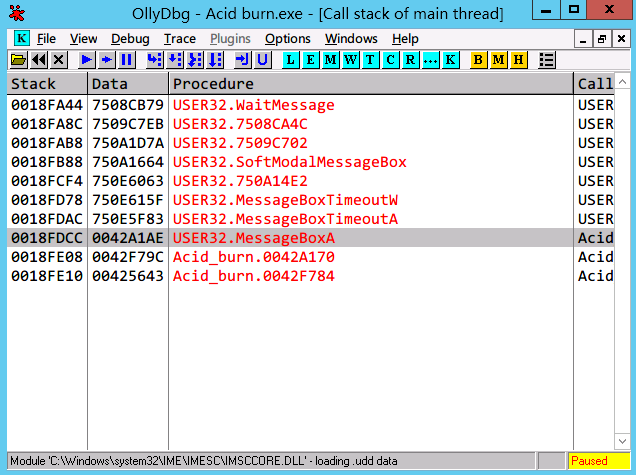 OllyDbg - Acid burn.exe - [Call stack of main thread]
K File View Debug Trace Plugins Options Windows Help
L E M W T C R ... K B M H
Stack Data Procedure Call
0018FA44 7508CB79 USER32.WaitMessage USER
0018FA8C 7509C7EB USER32.7508CA4C USER
0018FAB8 750A1D7A USER32.7509C702 USER
0018FB88 750A1664 USER32.SoftModalMessageBox USER
0018FCF4 750E6063 USER32.750A14E2 USER
0018FD78 750E615F USER32.MessageBoxTimeoutW USER
0018FDAC 750E5F83 USER32.MessageBoxTimeoutA USER
0018FDCC 0042A1AE USER32.MessageBoxA Acid
0018FE08 0042F79C Acid_burn.0042A170 Acid
0018FE10 00425643 Acid_burn.0042F784 Acid
Module 'C:\Windows\system32\IME\IMESC\IMSCCORE.DLL' - loading .udd data Paused